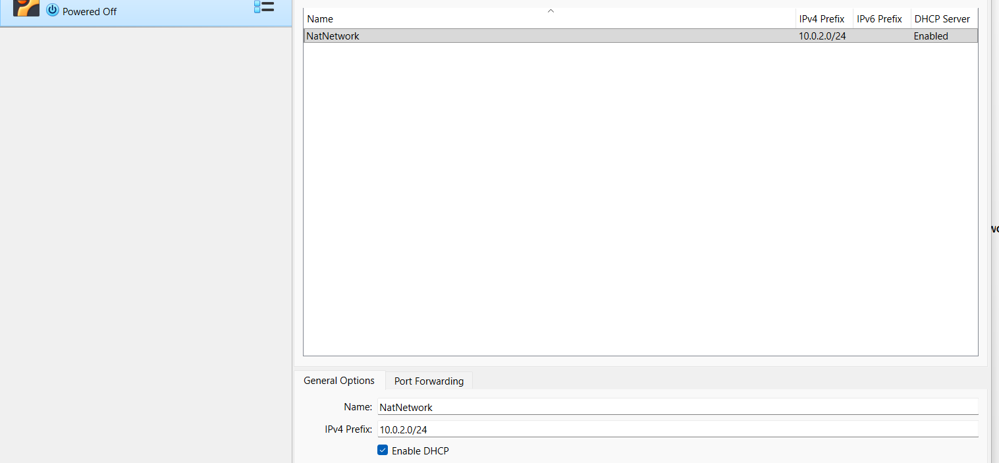 Powered Off
Name IPv4 Prefix IPv6 Prefix DHCP Server
NatNetwork 10.0.2.0/24 Enabled
General Options Port Forwarding
Name: NatNetwork
IPv4 Prefix: 10.0.2.0/24
Enable DHCP